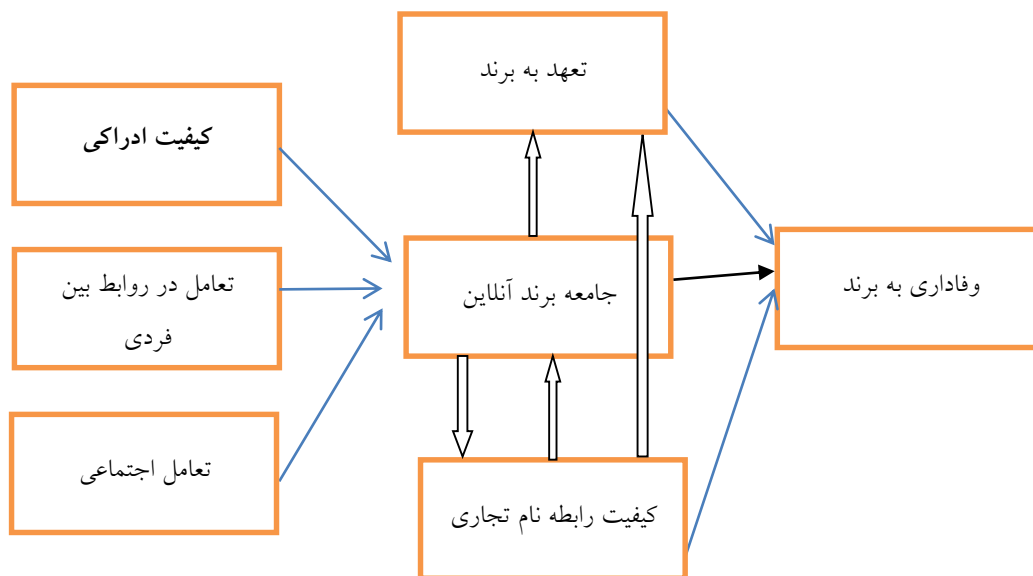 تعهد به برند
کیفیت ادراکی
تعامل در روابط بین
فردی
جامعه برند آنلاین
وفاداری به برند
تعامل اجتماعی
کیفیت رابطه نام تجاری